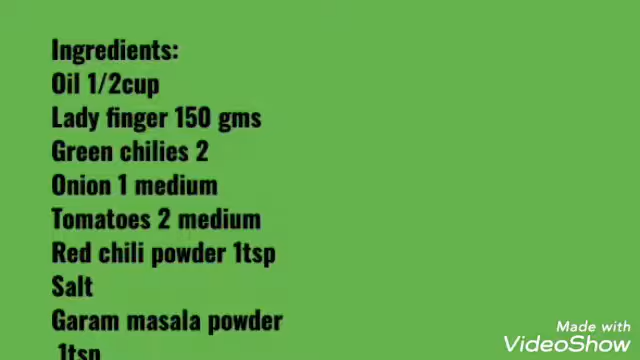 Ingredients:
Oil 1/2cup
Lady finger 150 gms
Green chilies 2
Onion 1 medium
Tomatoes 2 medium
Red chili powder 1tsp
Salt
Garam masala powder
1tsp
Made with
VideoShow